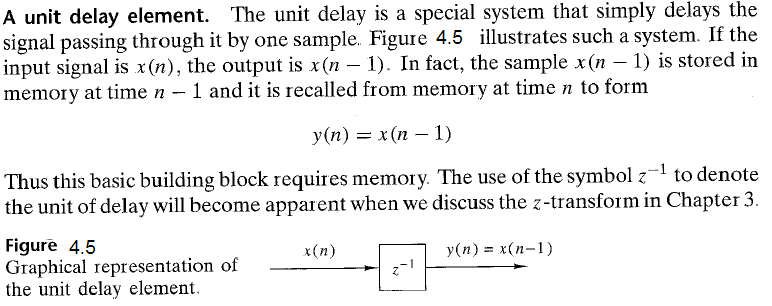 A unit delay element. The unit delay is a special system that simply delays the
signal passing through it by one sample. Figure 4.5 illustrates such a system. If the
input signal is x(n), the output is x(n − 1). In fact, the sample x(n − 1) is stored in
memory at time n − 1 and it is recalled from memory at time n to form
y(n) = x(n − 1)
Thus this basic building block requires memory. The use of the symbol z⁻¹ to denote
the unit of delay will become apparent when we discuss the z-transform in Chapter 3.
Figure 4.5
Graphical representation of
the unit delay element.
x(n)
z⁻¹
y(n) = x(n−1)